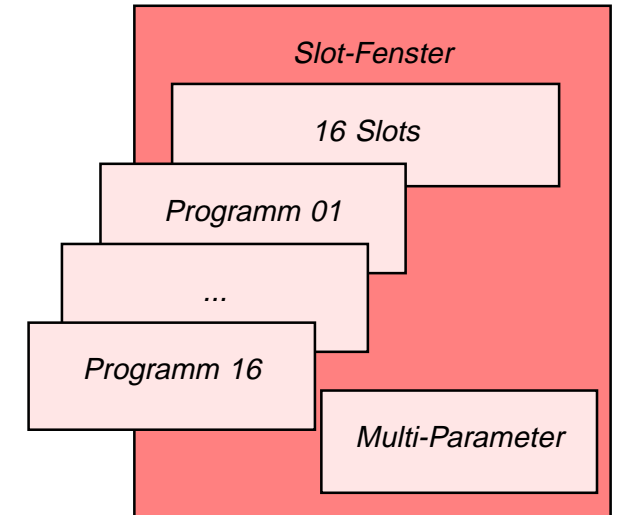 Slot-Fenster
16 Slots
Programm 01
...
Programm 16
Multi-Parameter